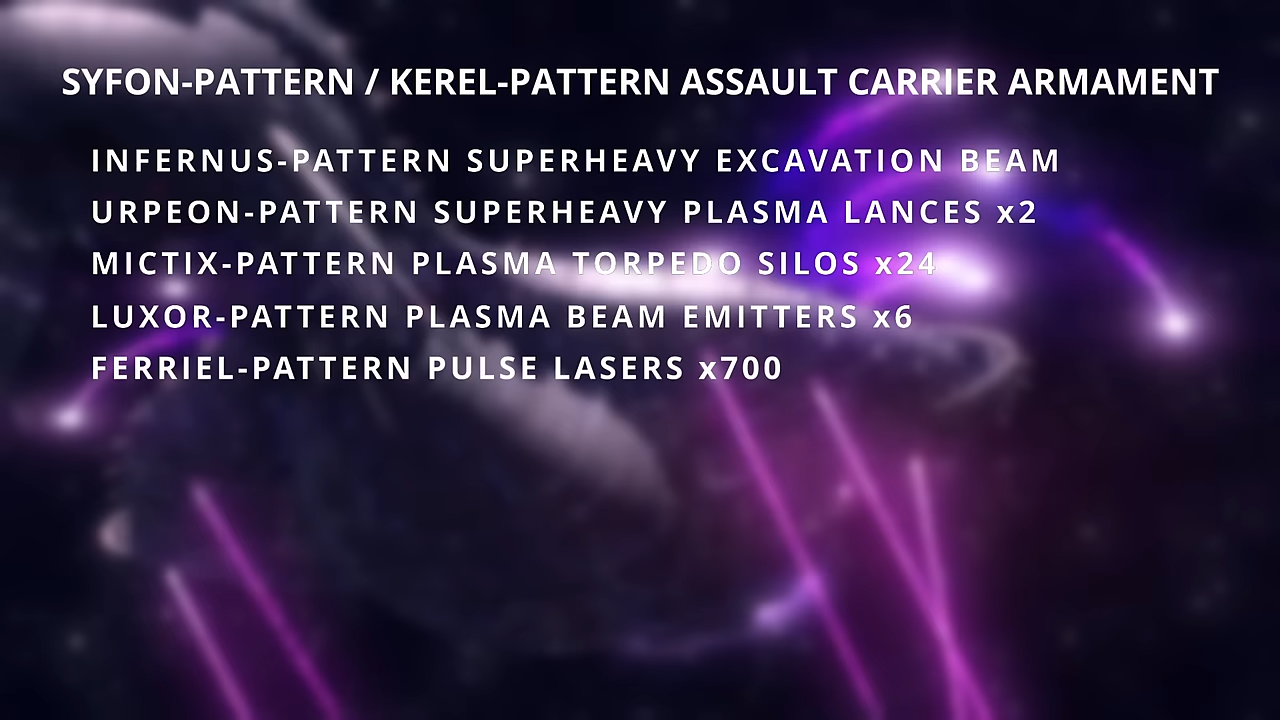 SYFON-PATTERN / KEREL-PATTERN ASSAULT CARRIER ARMAMENT
INFERNUS-PATTERN SUPERHEAVY EXCAVATION BEAM
URPEON-PATTERN SUPERHEAVY PLASMA LANCES x2
MICTIX-PATTERN PLASMA TORPEDO SILOS x24
LUXOR-PATTERN PLASMA BEAM EMITTERS x6
FERRIEL-PATTERN PULSE LASERS x700